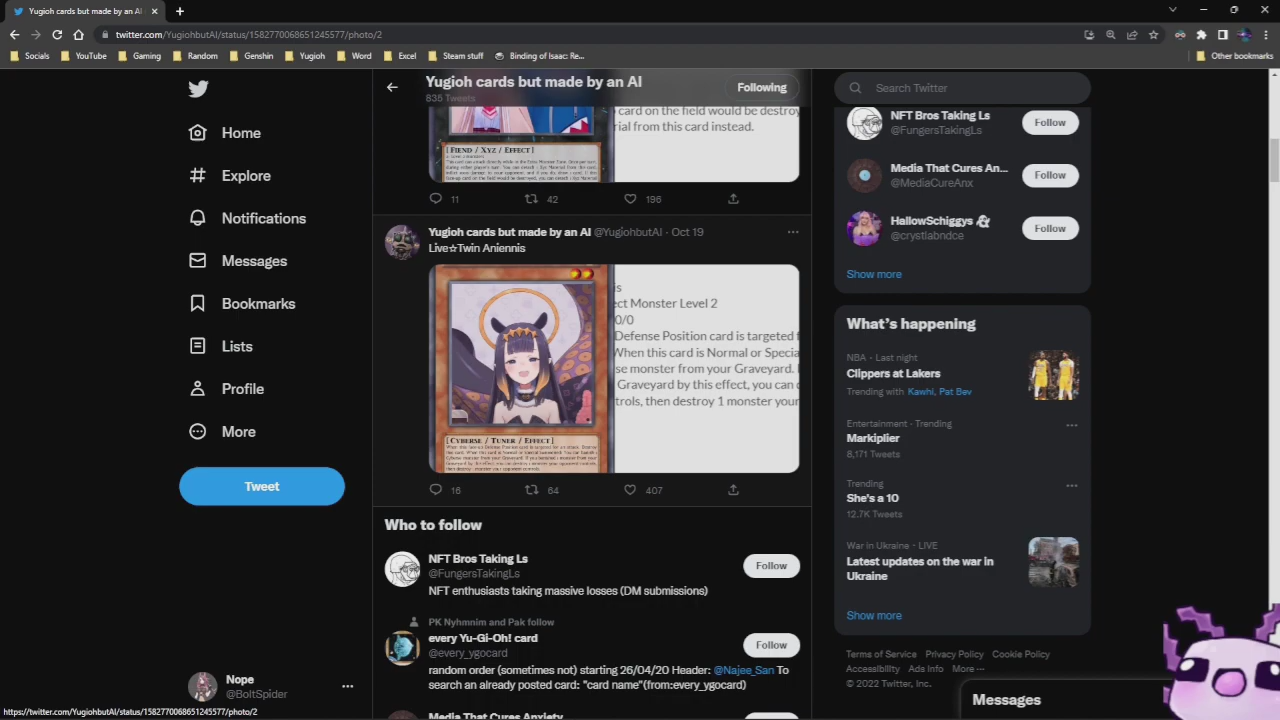 Yugioh cards but made by an AI
twitter.com/YugiohbutAI/status/1582770068651245577/photo/2
Socials
YouTube
Gaming
Random
Genshin
Yugioh
Word
Excel
Steam stuff
Binding of Isaac: Re...
Other bookmarks
Home
Explore
Notifications
Messages
Bookmarks
Lists
Profile
More
Tweet
Nope
@BoltSpider
https://twitter.com/YugiohbutAI/status/1582770068651245577/photo/2
Yugioh cards but made by an AI
835 Tweets
Following
card on the field would be destroy
rial from this card instead.
[ FIEND / XYZ / EFFECT ]
11
42
196
Yugioh cards but made by an AI @YugiohbutAI · Oct 19
Live☆Twin Aniennis
is
ect Monster Level 2
0/0
Defense Position card is targeted f
When this card is Normal or Specia
se monster from your Graveyard.
Graveyard by this effect, you can
trols, then destroy 1 monster your
[ CYBERSE / TUNER / EFFECT ]
16
64
407
Who to follow
NFT Bros Taking Ls
@FungersTakingLs
Follow
NFT enthusiasts taking massive losses (DM submissions)
PK Nyhmnim and Pak follow
every Yu-Gi-Oh! card
@every_ygocard
Follow
random order (sometimes not) starting 26/04/20 Header: @Najee_San To
search an already posted card: "card name"(from:every_ygocard)
Media That Cures Anxiety
Search Twitter
NFT Bros Taking Ls
@FungersTakingLs
Follow
Media That Cures An...
@MediaCureAnx
Follow
HallowSchiggys
@crystlabndce
Follow
Show more
What's happening
NBA · Last night
Clippers at Lakers
Trending with Kawhi, Pat Bev
Entertainment · Trending
Markiplier
8,171 Tweets
Trending
She's a 10
12.7K Tweets
War in Ukraine · LIVE
Latest updates on the war in
Ukraine
Show more
Terms of Service Privacy Policy Cookie Policy
Accessibility Ads info More ···
© 2022 Twitter, Inc.
Messages